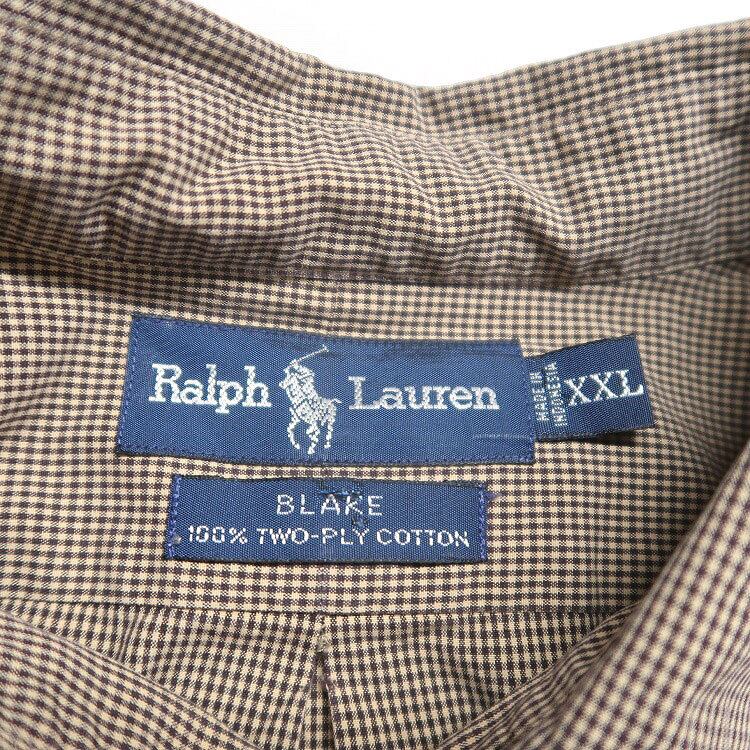 Ralph Lauren
MADE IN
INDONESIA
XXL
BLAKE
100% TWO-PLY COTTON